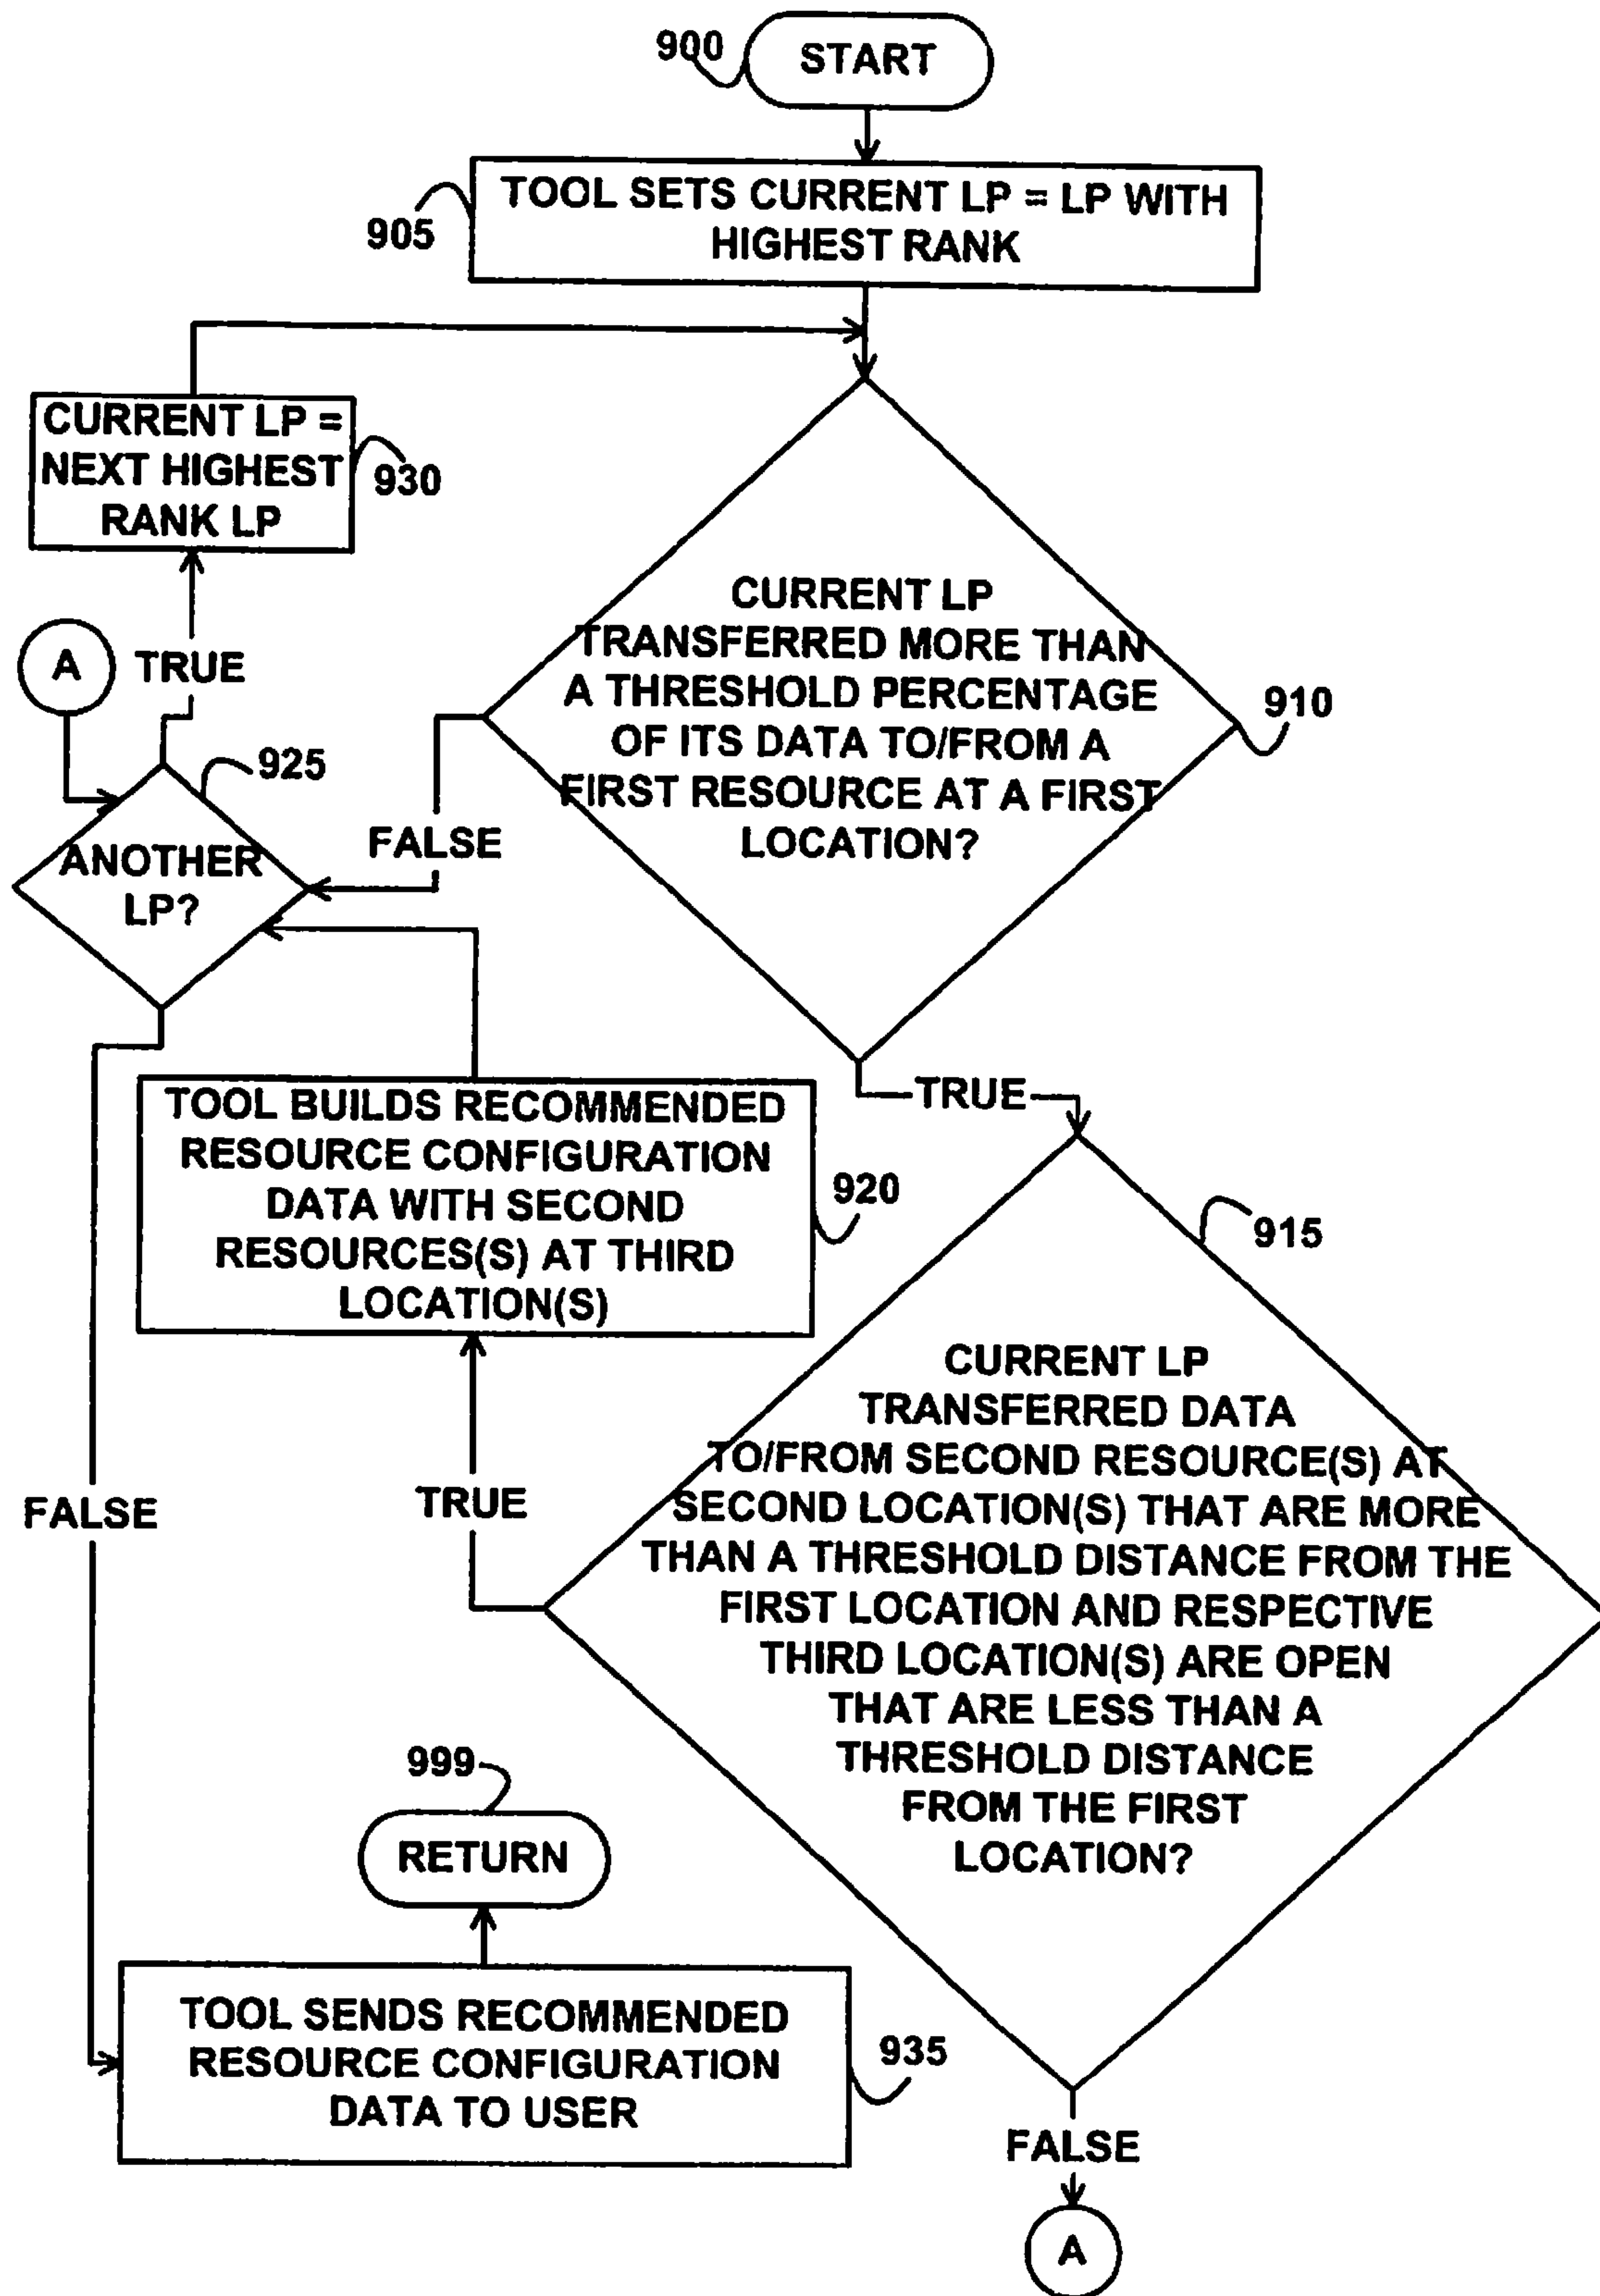 900
START
TOOL SETS CURRENT LP = LP WITH
HIGHEST RANK
905
CURRENT LP =
NEXT HIGHEST
RANK LP
930
CURRENT LP
TRANSFERRED MORE THAN
A THRESHOLD PERCENTAGE
OF ITS DATA TO/FROM A
FIRST RESOURCE AT A FIRST
LOCATION?
910
A
TRUE
925
ANOTHER
LP?
FALSE
TRUE
TOOL BUILDS RECOMMENDED
RESOURCE CONFIGURATION
DATA WITH SECOND
RESOURCES(S) AT THIRD
LOCATION(S)
920
915
CURRENT LP
TRANSFERRED DATA
TO/FROM SECOND RESOURCE(S) AT
SECOND LOCATION(S) THAT ARE MORE
THAN A THRESHOLD DISTANCE FROM THE
FIRST LOCATION AND RESPECTIVE
THIRD LOCATION(S) ARE OPEN
THAT ARE LESS THAN A
THRESHOLD DISTANCE
FROM THE FIRST
LOCATION?
TRUE
FALSE
999
RETURN
TOOL SENDS RECOMMENDED
RESOURCE CONFIGURATION
DATA TO USER
935
FALSE
A